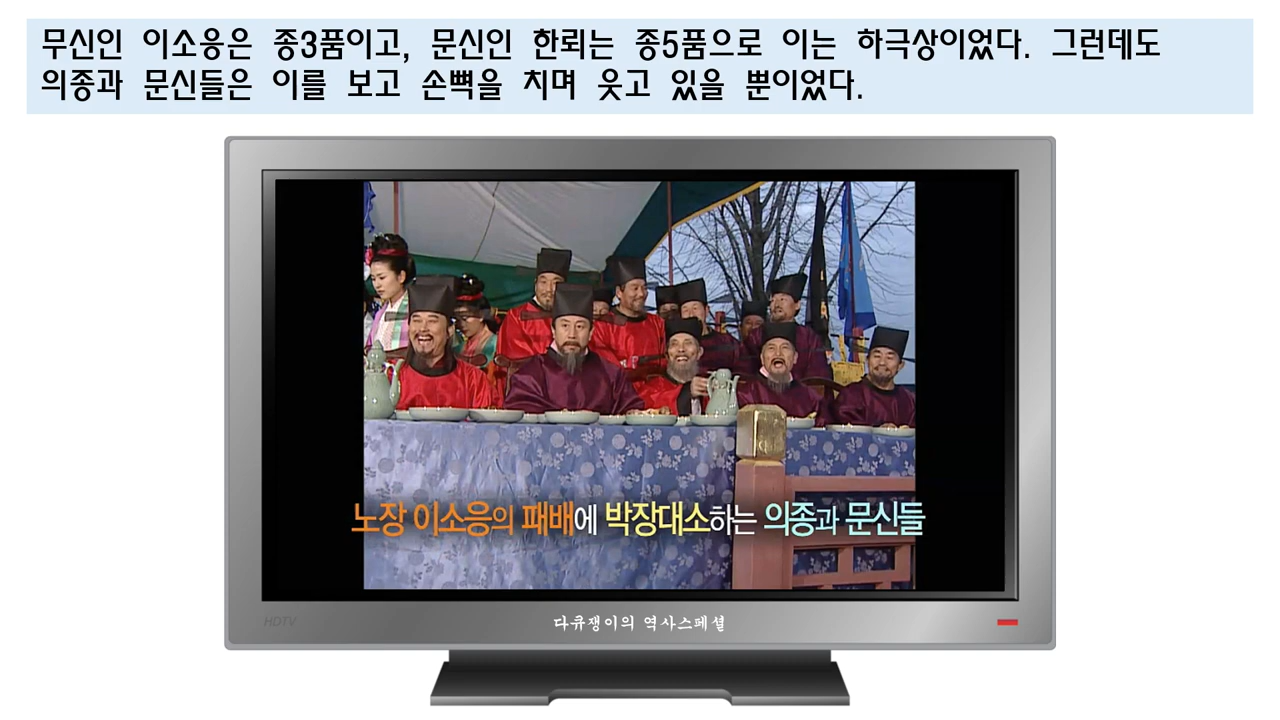 무신인 이소응은 종3품이고, 문신인 한뢰는 종5품으로 이는 하극상이었다. 그런데도
의종과 문신들은 이를 보고 손뼉을 치며 웃고 있을 뿐이었다.
노장 이소응의 패배에 박장대소하는 의종과 문신들
HDTV
다큐쟁이의 역사스페셜